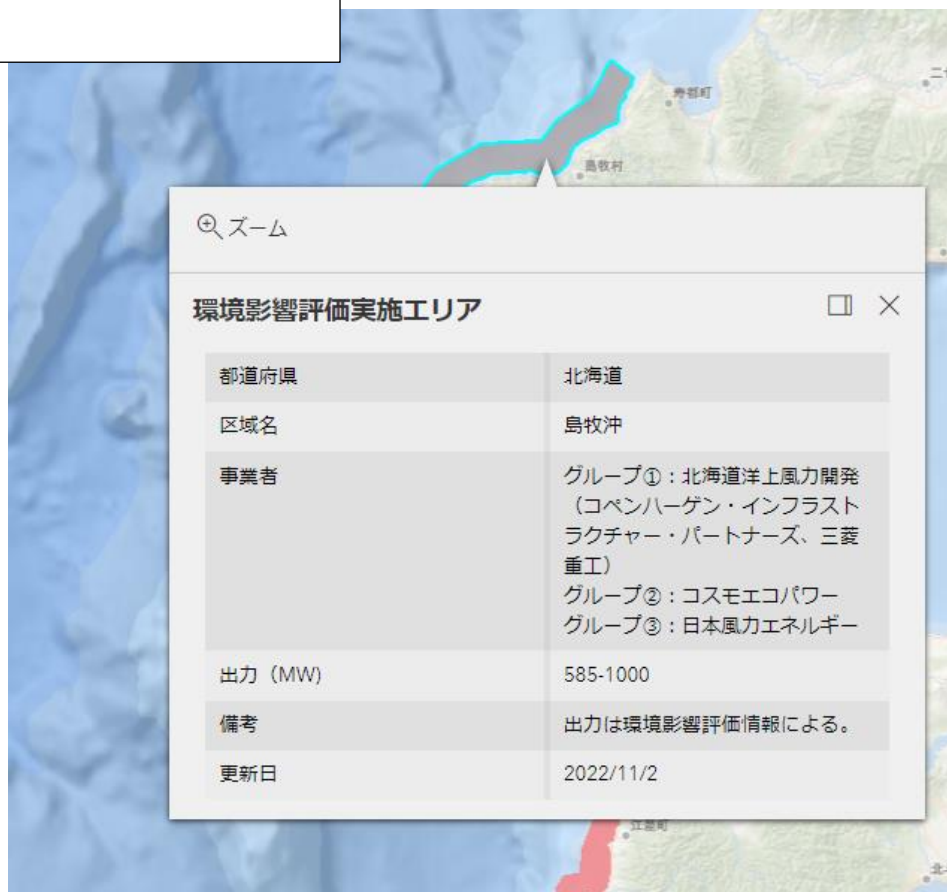 寿都町
島牧村
ズーム
環境影響評価実施エリア
都道府県 北海道
区域名 島牧沖
事業者 グループ①：北海道洋上風力開発
（コペンハーゲン・インフラスト
ラクチャー・パートナーズ、三菱
重工）
グループ②：コスモエコパワー
グループ③：日本風力エネルギー
出力（MW) 585-1000
備考 出力は環境影響評価情報による。
更新日 2022/11/2